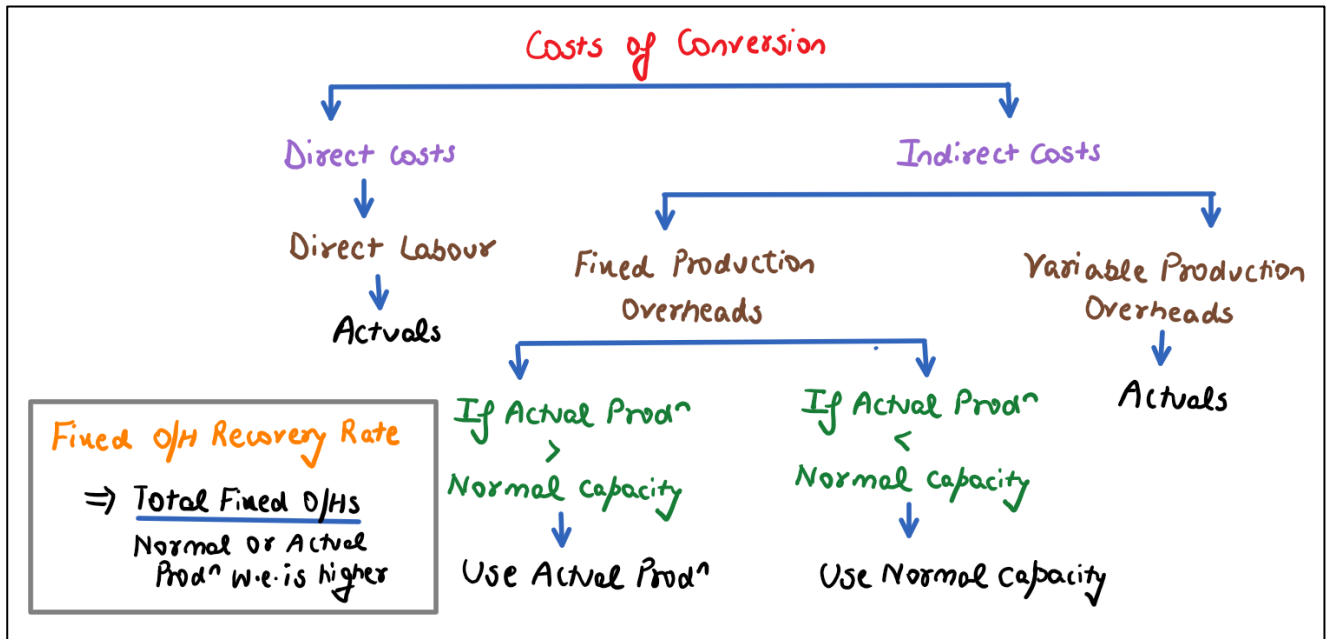 Costs of Conversion
Direct Costs
Indirect Costs
Direct Labour
Fixed Production
Overheads
Variable Production
Overheads
Actuals
Actuals
If Actual Prodⁿ
>
Normal Capacity
If Actual Prodⁿ
<
Normal Capacity
Use Actual Prodⁿ
Use Normal Capacity
Fixed O/H Recovery Rate
⇒ Total Fixed O/Hs
Normal or Actual
Prodⁿ w.e. is higher